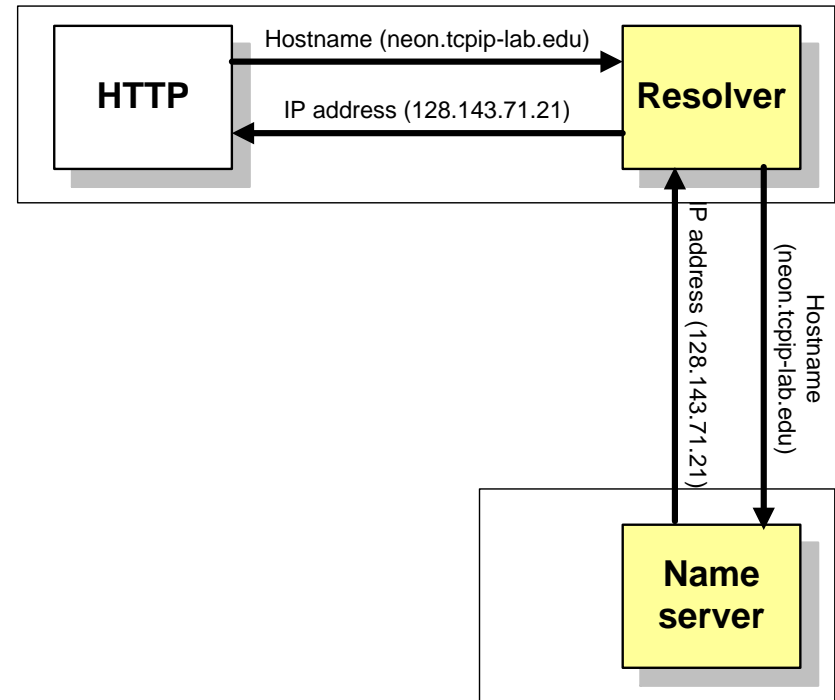 Hostname (neon.tcpip-lab.edu)
HTTP
Resolver
IP address (128.143.71.21)
IP address (128.143.71.21)
Hostname
(neon.tcpip-lab.edu)
Name
server